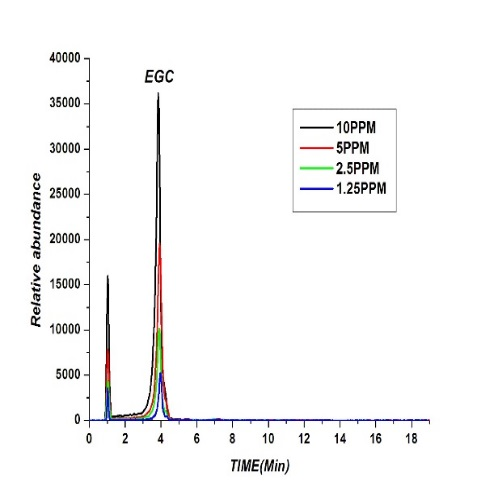 EGC
40000
35000
30000
25000
20000
15000
10000
5000
0
Relative abundance
10PPM
5PPM
2.5PPM
1.25PPM
0 2 4 6 8 10 12 14 16 18
TIME(Min)